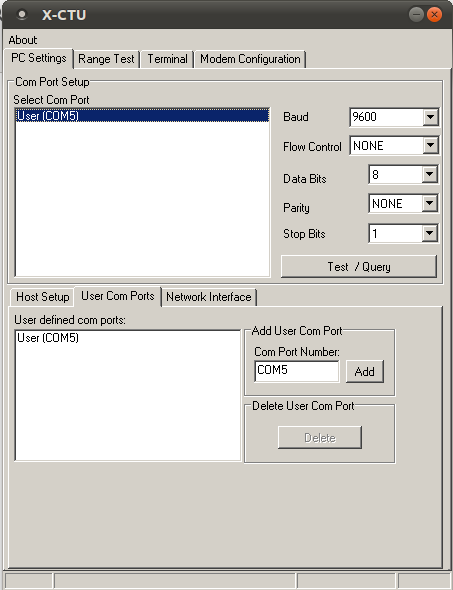 X-CTU
About
PC Settings Range Test Terminal Modem Configuration
Com Port Setup
Select Com Port
User (COM5)
Baud 9600
Flow Control NONE
Data Bits 8
Parity NONE
Stop Bits 1
Test / Query
Host Setup User Com Ports Network Interface
User defined com ports:
User (COM5)
Add User Com Port
Com Port Number:
COM5 Add
Delete User Com Port
Delete